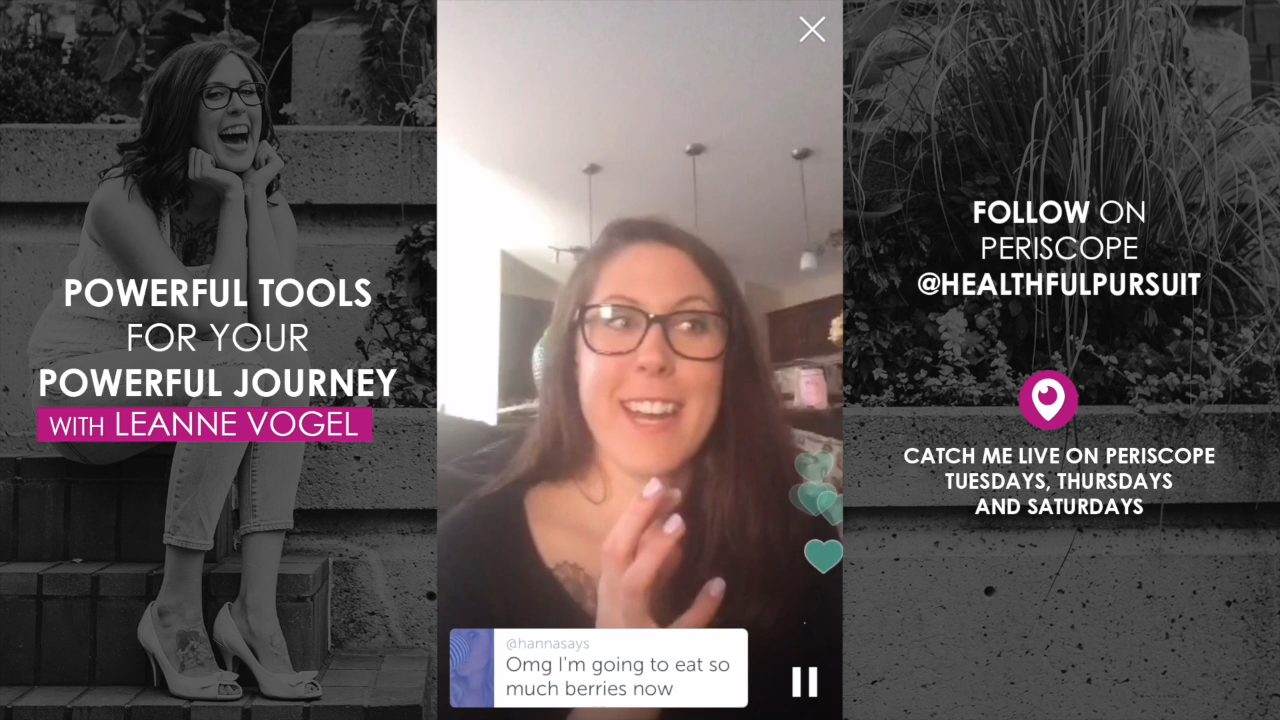 POWERFUL TOOLS
FOR YOUR
POWERFUL JOURNEY
WITH LEANNE VOGEL
@hannasays
Omg I'm going to eat so
much berries now
FOLLOW ON
PERISCOPE
@HEALTHFULPURSUIT
CATCH ME LIVE ON PERISCOPE
TUESDAYS, THURSDAYS
AND SATURDAYS